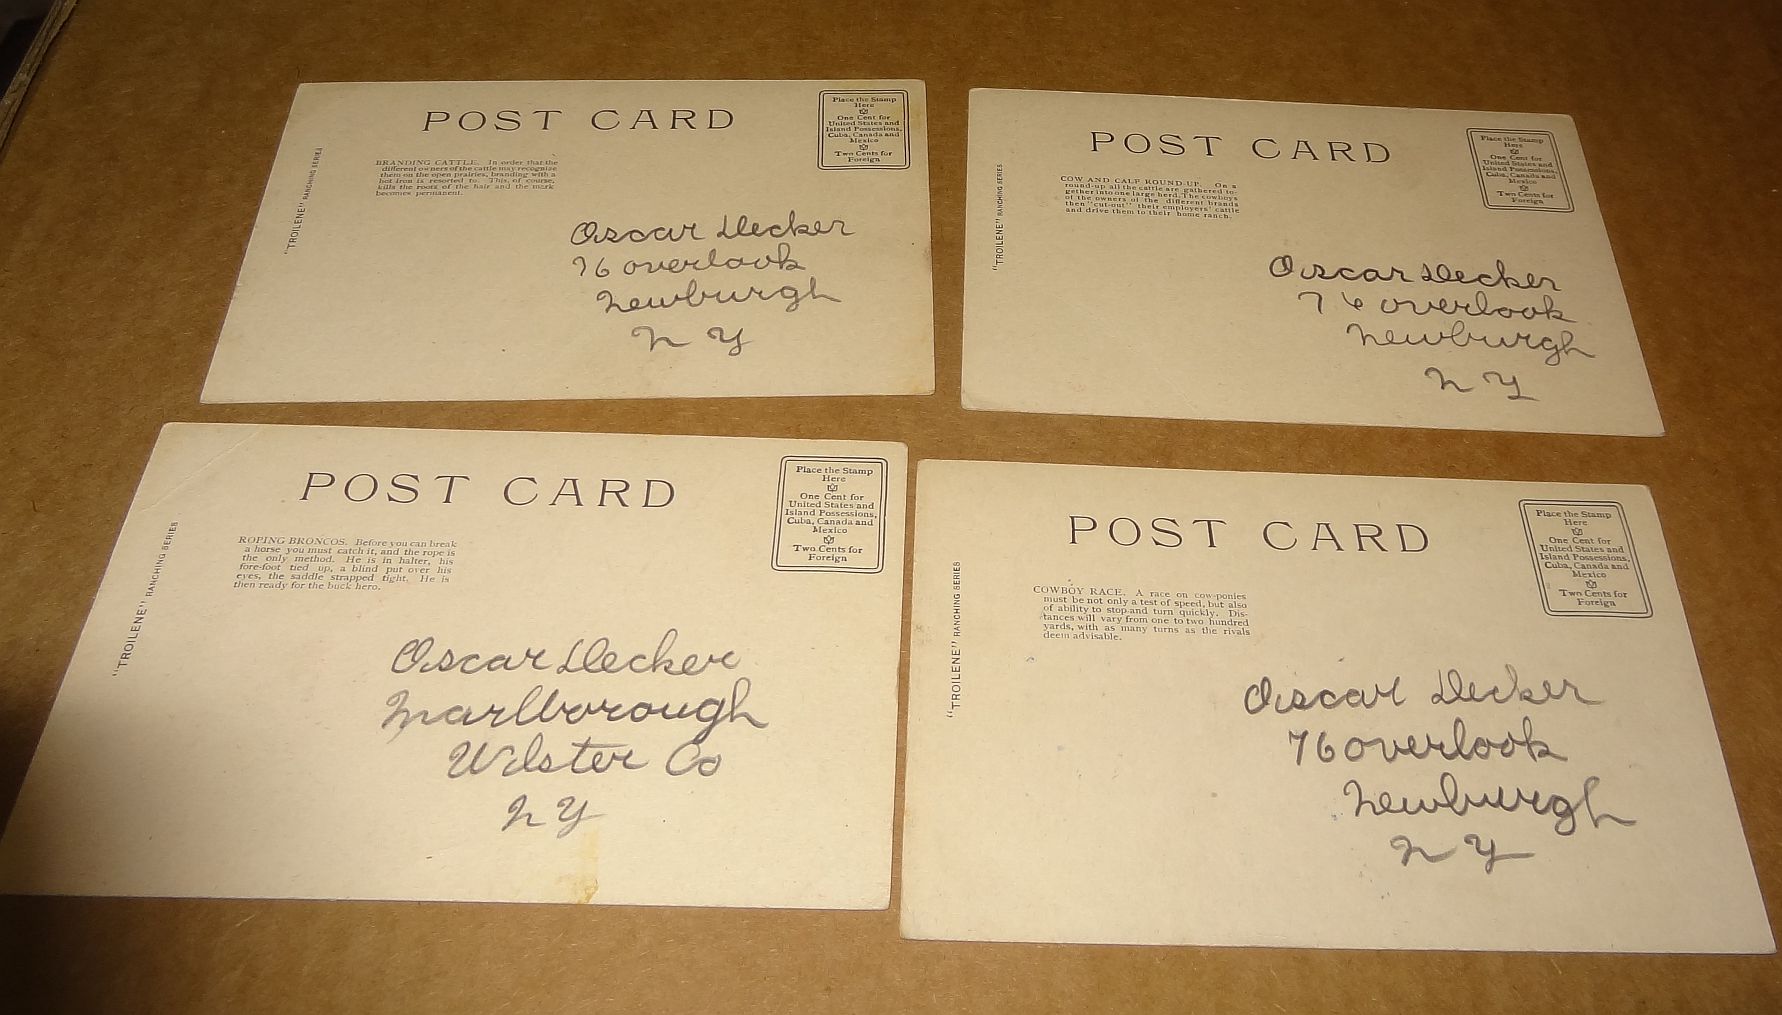 POST CARD
Place the Stamp
Here
One Cent for
United States and
Island Possessions,
Cuba, Canada and
Mexico
Two Cents for
Foreign
"TROILENE" RANCHING SERIES
BRANDING CATTLE. In order that the
different owners of the cattle may recognize
them on the open prairies, branding with a
hot iron is resorted to. This, of course,
kills the roots of the hair and the mark
becomes permanent.
Oscar Decker
76 overlook
Newburgh
N Y
POST CARD
Place the Stamp
Here
One Cent for
United States and
Island Possessions,
Cuba, Canada and
Mexico
Two Cents for
Foreign
"TROILENE" RANCHING SERIES
COW AND CALF ROUND-UP. On a
round-up all the cattle are gathered to-
gether into one large herd. The cowboys
of the owners of the different brands
then "cut-out" their employers' cattle
and drive them to their home ranch.
Oscar Decker
76 overlook
Newburgh
N Y
POST CARD
Place the Stamp
Here
One Cent for
United States and
Island Possessions,
Cuba, Canada and
Mexico
Two Cents for
Foreign
"TROILENE" RANCHING SERIES
ROPING BRONCOS. Before you can break
a horse you must catch it, and the rope is
the only method. He is in halter, his
fore-foot tied up, a blind put over his
eyes, the saddle strapped tight. He is
then ready for the buck hero.
Oscar Decker
Marlborough
Ulster Co
N Y
POST CARD
Place the Stamp
Here
One Cent for
United States and
Island Possessions,
Cuba, Canada and
Mexico
Two Cents for
Foreign
"TROILENE" RANCHING SERIES
COWBOY RACE. A race on cow-ponies
must be not only a test of speed, but also
of ability to stop and turn quickly. Dis-
tances will vary from one to two hundred
yards, with as many turns as the rivals
deem advisable.
Oscar Decker
76 overlook
Newburgh
N Y